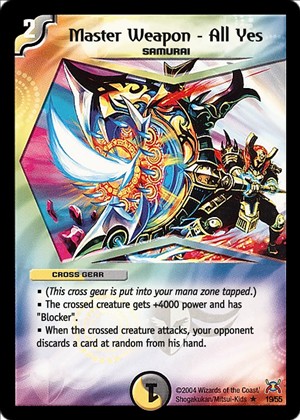 2
Master Weapon - All Yes
SAMURAI
CROSS GEAR
▪ (This cross gear is put into your mana zone tapped.)
▪ The crossed creature gets +4000 power and has
"Blocker".
▪ When the crossed creature attacks, your opponent
discards a card at random from his hand.
1
©2004 Wizards of the Coast/
Shogakukan/Mitsui-Kids ★ 19/55